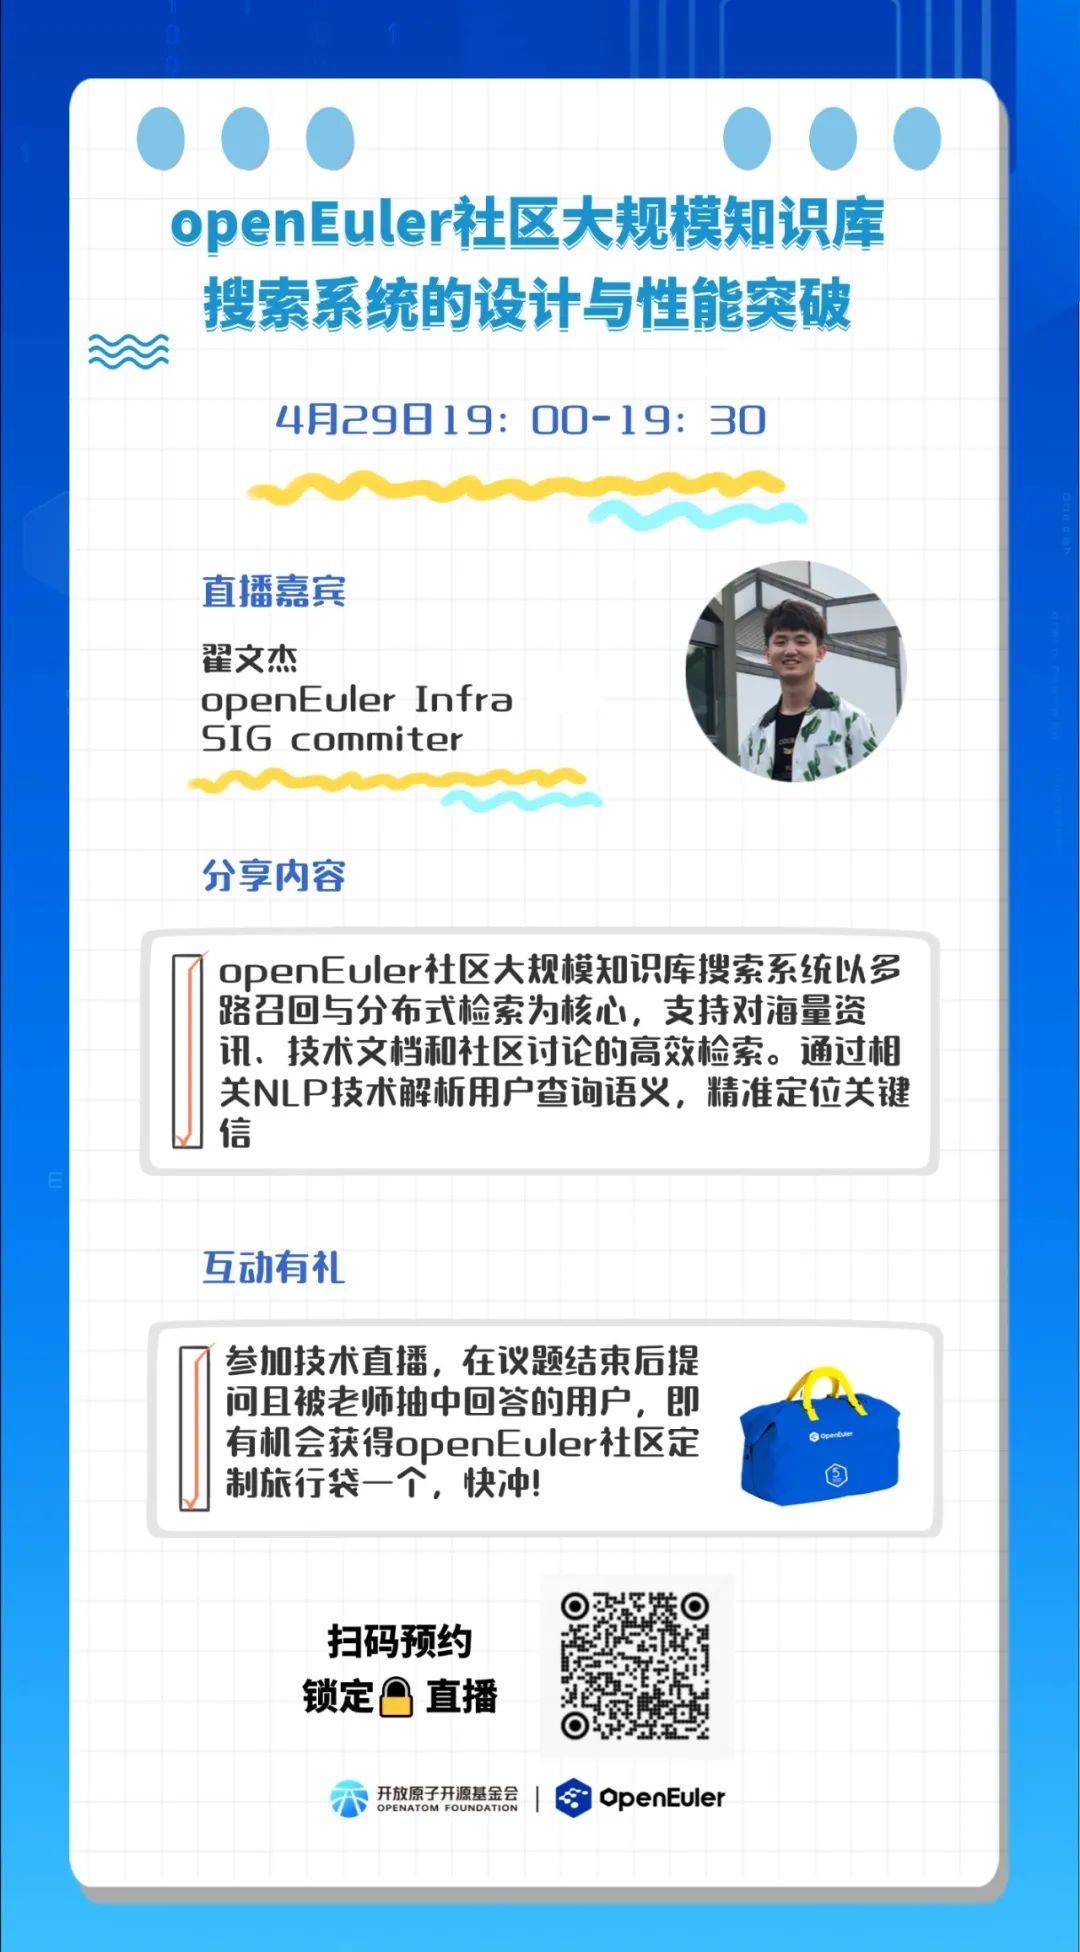 openEuler社区大规模知识库
搜索系统的设计与性能突破
4月29日19：00-19：30
直播嘉宾
翟文杰
openEuler Infra
SIG commiter
分享内容
openEuler社区大规模知识库搜索系统以多
路召回与分布式检索为核心，支持对海量资
讯、技术文档和社区讨论的高效检索。通过相
关NLP技术解析用户查询语义，精准定位关键
信
互动有礼
参加技术直播，在议题结束后提
问且被老师抽中回答的用户，即
有机会获得openEuler社区定
制旅行袋一个，快冲!
OpenEuler
5
扫码预约
锁定🔒直播
开放原子开源基金会
OPENATOM FOUNDATION
OpenEuler